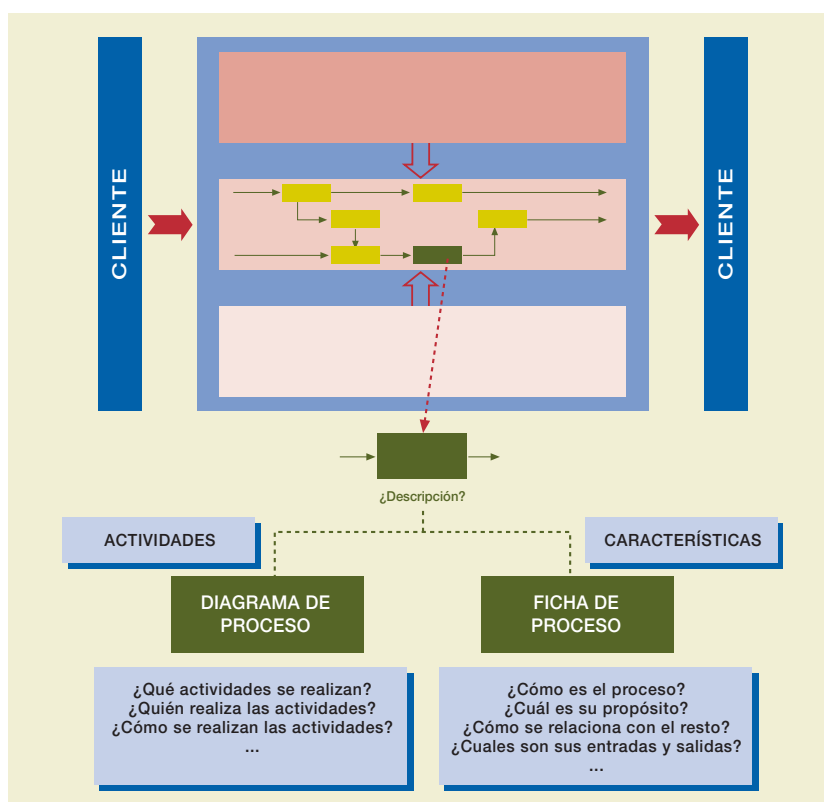 CLIENTE
CLIENTE
¿Descripción?
ACTIVIDADES
CARACTERÍSTICAS
DIAGRAMA DE
PROCESO
FICHA DE
PROCESO
¿Qué actividades se realizan?
¿Quién realiza las actividades?
¿Cómo se realizan las actividades?
...
¿Cómo es el proceso?
¿Cuál es su propósito?
¿Cómo se relaciona con el resto?
¿Cuales son sus entradas y salidas?
...